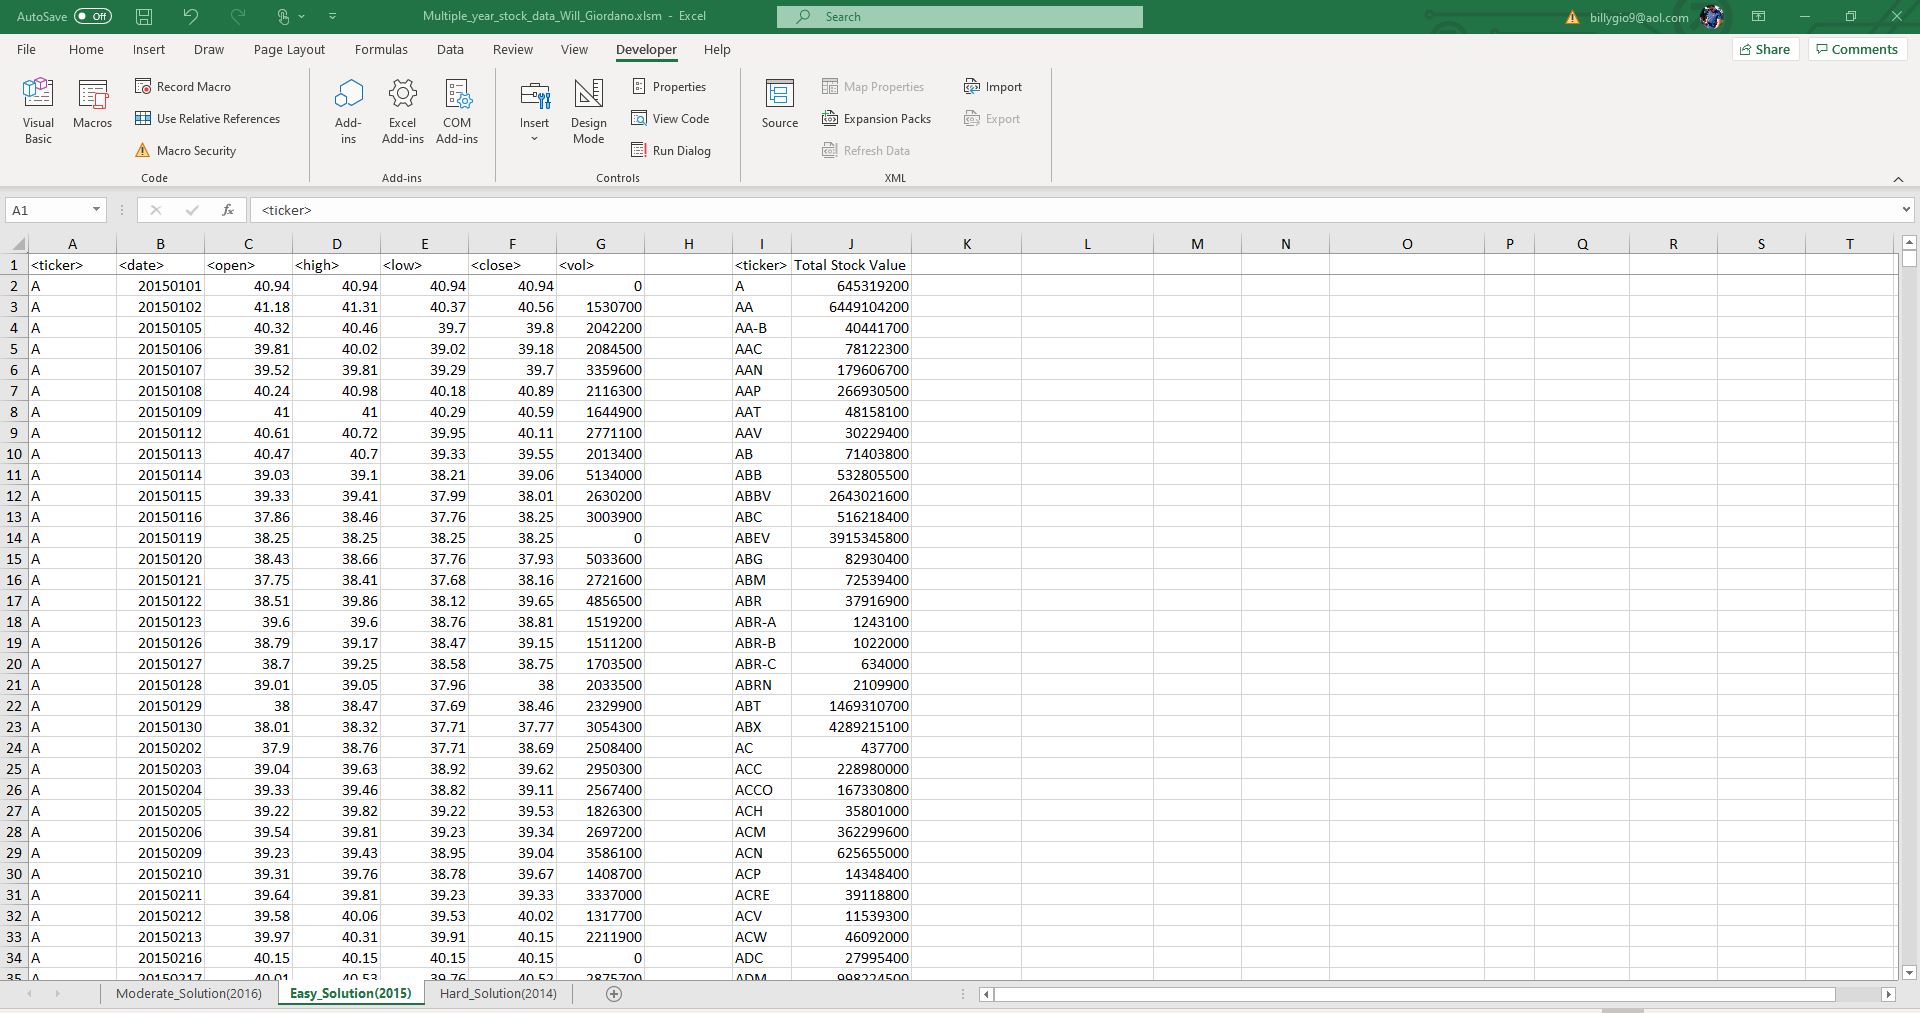 AutoSave Off Multiple_year_stock_data_Will_Giordano.xlsm - Excel Search billygio9@aol.com
File Home Insert Draw Page Layout Formulas Data Review View Developer Help Share Comments
Visual Basic Macros Record Macro Use Relative References Macro Security Code
Add-ins Excel Add-ins COM Add-ins Add-ins
Insert Design Mode Properties View Code Run Dialog Controls
Source Map Properties Expansion Packs Refresh Data Import Export XML
A1 fx <ticker>
A B C D E F G H I J K L M N O P Q R S T
1 <ticker> <date> <open> <high> <low> <close> <vol> <ticker> Total Stock Value
2 A 20150101 40.94 40.94 40.94 40.94 0 A 645319200
3 A 20150102 41.18 41.31 40.37 40.56 1530700 AA 6449104200
4 A 20150105 40.32 40.46 39.7 39.8 2042200 AA-B 40441700
5 A 20150106 39.81 40.02 39.02 39.18 2084500 AAC 78122300
6 A 20150107 39.52 39.81 39.29 39.7 3359600 AAN 179606700
7 A 20150108 40.24 40.98 40.18 40.89 2116300 AAP 266930500
8 A 20150109 41 41 40.29 40.59 1644900 AAT 48158100
9 A 20150112 40.61 40.72 39.95 40.11 2771100 AAV 30229400
10 A 20150113 40.47 40.7 39.33 39.55 2013400 AB 71403800
11 A 20150114 39.03 39.1 38.21 39.06 5134000 ABB 532805500
12 A 20150115 39.33 39.41 37.99 38.01 2630200 ABBV 2643021600
13 A 20150116 37.86 38.46 37.76 38.25 3003900 ABC 516218400
14 A 20150119 38.25 38.25 38.25 38.25 0 ABEV 3915345800
15 A 20150120 38.43 38.66 37.76 37.93 5033600 ABG 82930400
16 A 20150121 37.75 38.41 37.68 38.16 2721600 ABM 72539400
17 A 20150122 38.51 39.86 38.12 39.65 4856500 ABR 37916900
18 A 20150123 39.6 39.6 38.76 38.81 1519200 ABR-A 1243100
19 A 20150126 38.79 39.17 38.47 39.15 1511200 ABR-B 1022000
20 A 20150127 38.7 39.25 38.58 38.75 1703500 ABR-C 634000
21 A 20150128 39.01 39.05 37.96 38 2033500 ABRN 2109900
22 A 20150129 38 38.47 37.69 38.46 2329900 ABT 1469310700
23 A 20150130 38.01 38.32 37.71 37.77 3054300 ABX 4289215100
24 A 20150202 37.9 38.76 37.71 38.69 2508400 AC 437700
25 A 20150203 39.04 39.63 38.92 39.62 2950300 ACC 228980000
26 A 20150204 39.33 39.46 38.82 39.11 2567400 ACCO 167330800
27 A 20150205 39.22 39.82 39.22 39.53 1826300 ACH 35801000
28 A 20150206 39.54 39.81 39.23 39.34 2697200 ACM 362299600
29 A 20150209 39.23 39.43 38.95 39.04 3586100 ACN 625655000
30 A 20150210 39.31 39.76 38.78 39.67 1408700 ACP 14348400
31 A 20150211 39.64 39.81 39.23 39.33 3337000 ACRE 39118800
32 A 20150212 39.58 40.06 39.53 40.02 1317700 ACV 11539300
33 A 20150213 39.97 40.31 39.91 40.15 2211900 ACW 46092000
34 A 20150216 40.15 40.15 40.15 40.15 0 ADC 27995400
35 A 20150217 40.01 40.53 39.76 40.52 2875700 ADM 998224500
Moderate_Solution(2016) Easy_Solution(2015) Hard_Solution(2014)